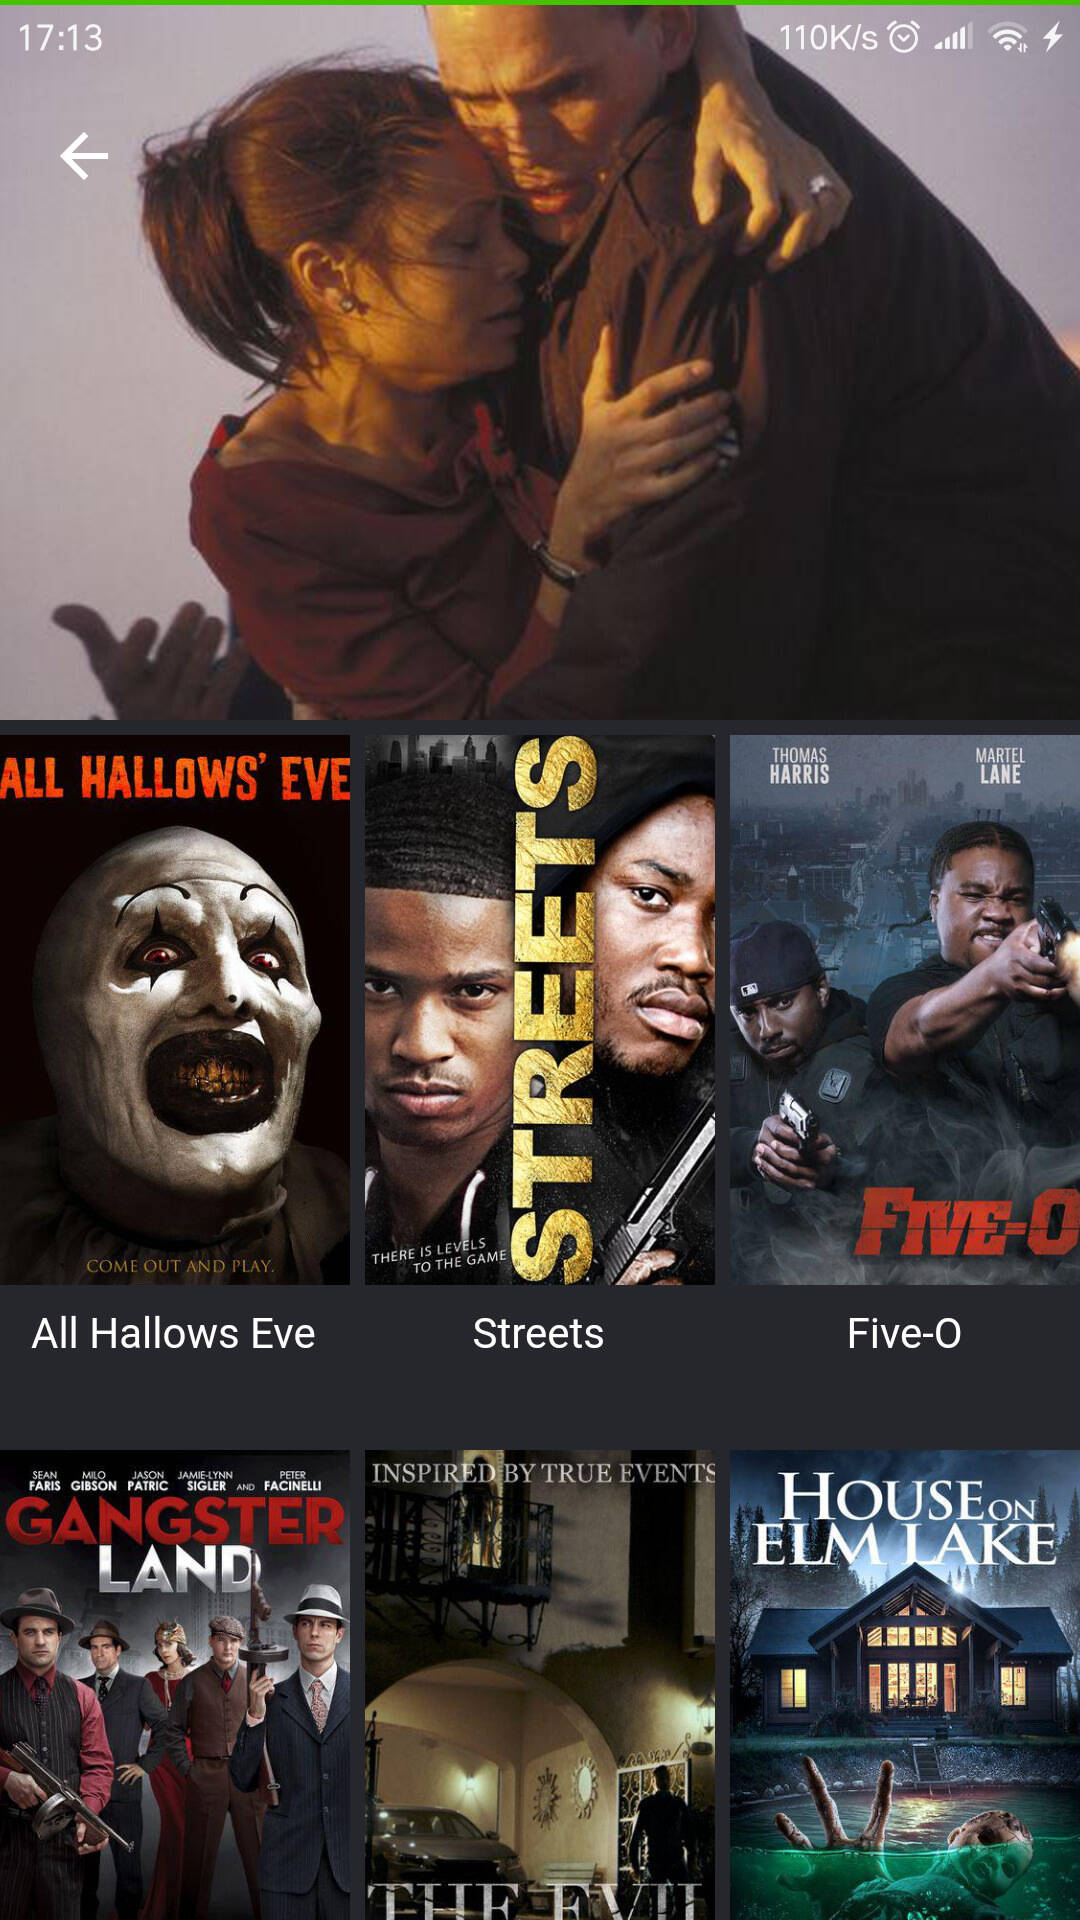 17:13
110K/s
ALL HALLOWS' EVE
COME OUT AND PLAY.
STREETS
THERE IS LEVELS
TO THE GAME
THOMAS
HARRIS
MARTEL
LANE
FIVE-O
All Hallows Eve
Streets
Five-O
SEAN
FARIS
MILO
GIBSON
JASON
PATRIC
JAMIE-LYNN
SIGLER
AND
PETER
FACINELLI
GANGSTER
LAND
INSPIRED BY TRUE EVENTS
THE EVIL
HOUSE ON
ELM LAKE